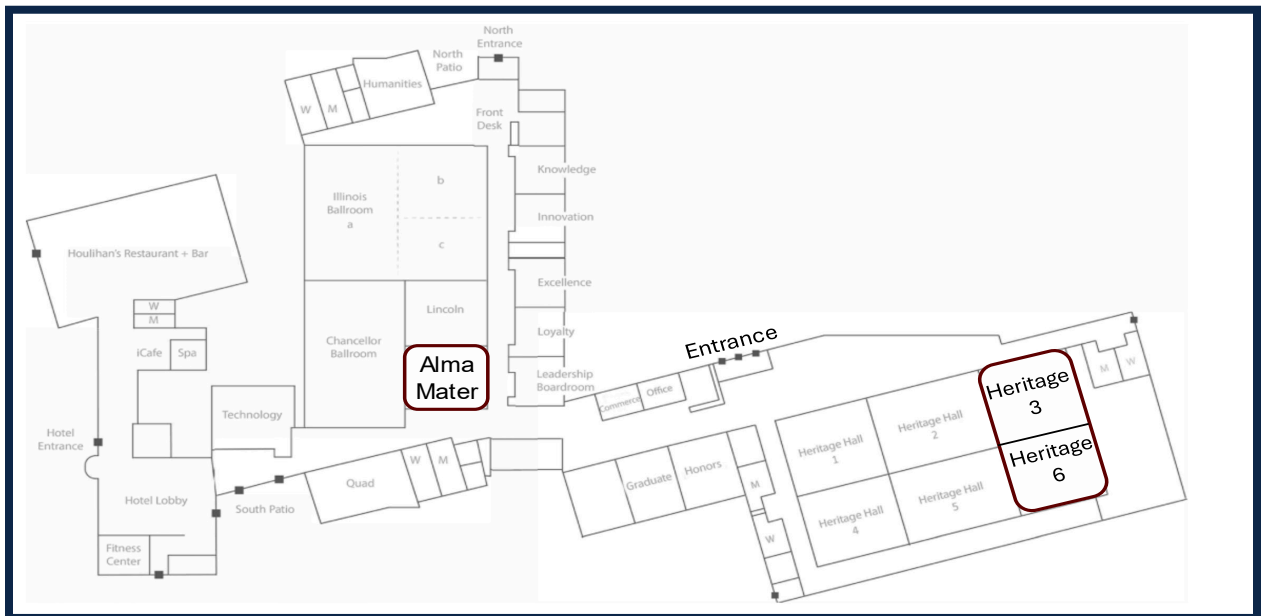 North
Entrance
North
Patio
Humanities
W
M
Front
Desk
Knowledge
b
Illinois
Ballroom
a
Innovation
c
Houlihan's Restaurant + Bar
Excellence
W
M
Lincoln
iCafe
Spa
Chancellor
Ballroom
Loyalty
Entrance
Alma
Mater
Leadership
Boardroom
Commerce
Office
M
W
Heritage
3
Technology
Heritage Hall
2
Heritage Hall
1
Heritage
6
Hotel
Entrance
W
M
Quad
Graduate
Honors
M
Heritage Hall
5
Heritage Hall
4
Hotel Lobby
South Patio
W
Fitness
Center